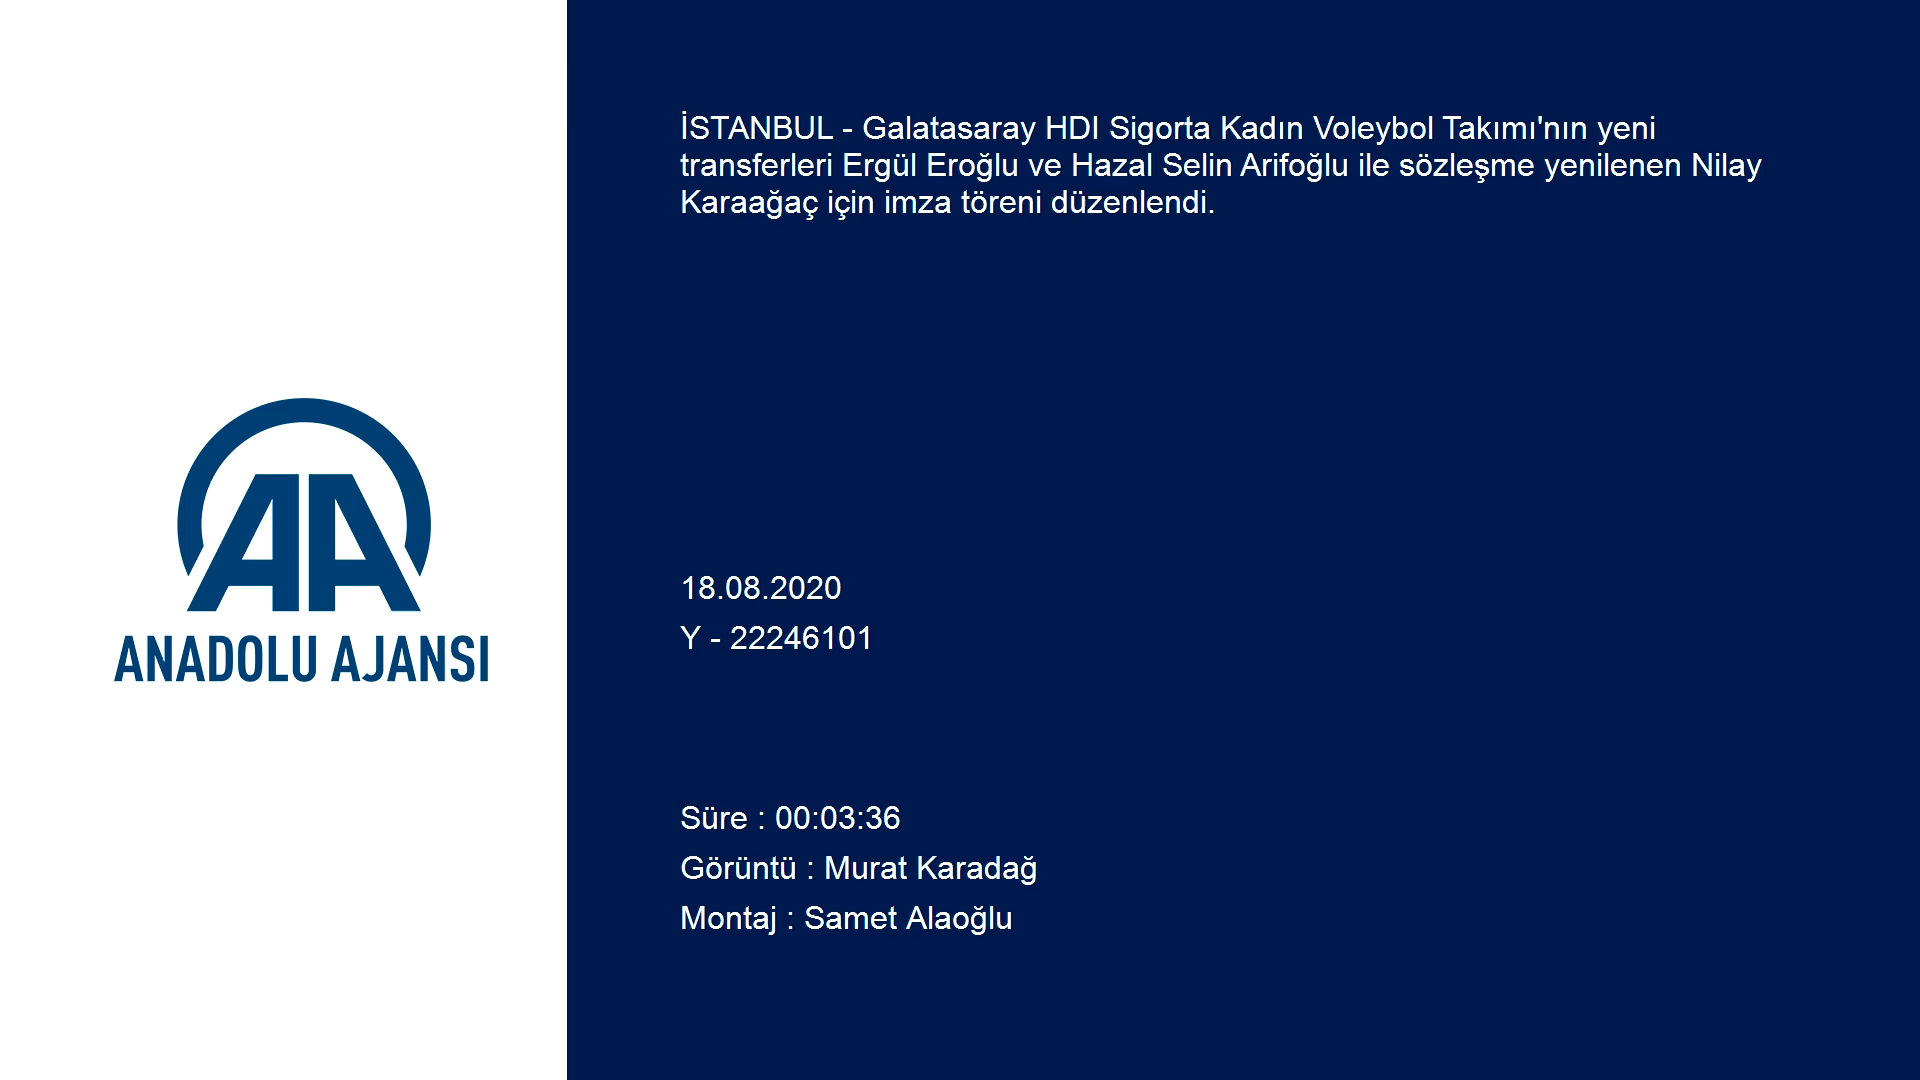 İSTANBUL - Galatasaray HDI Sigorta Kadın Voleybol Takımı'nın yeni
transferleri Ergül Eroğlu ve Hazal Selin Arifoğlu ile sözleşme yenilenen Nilay
Karaağaç için imza töreni düzenlendi.
AA
ANADOLU AJANSI
18.08.2020
Y - 22246101
Süre : 00:03:36
Görüntü : Murat Karadağ
Montaj : Samet Alaoğlu